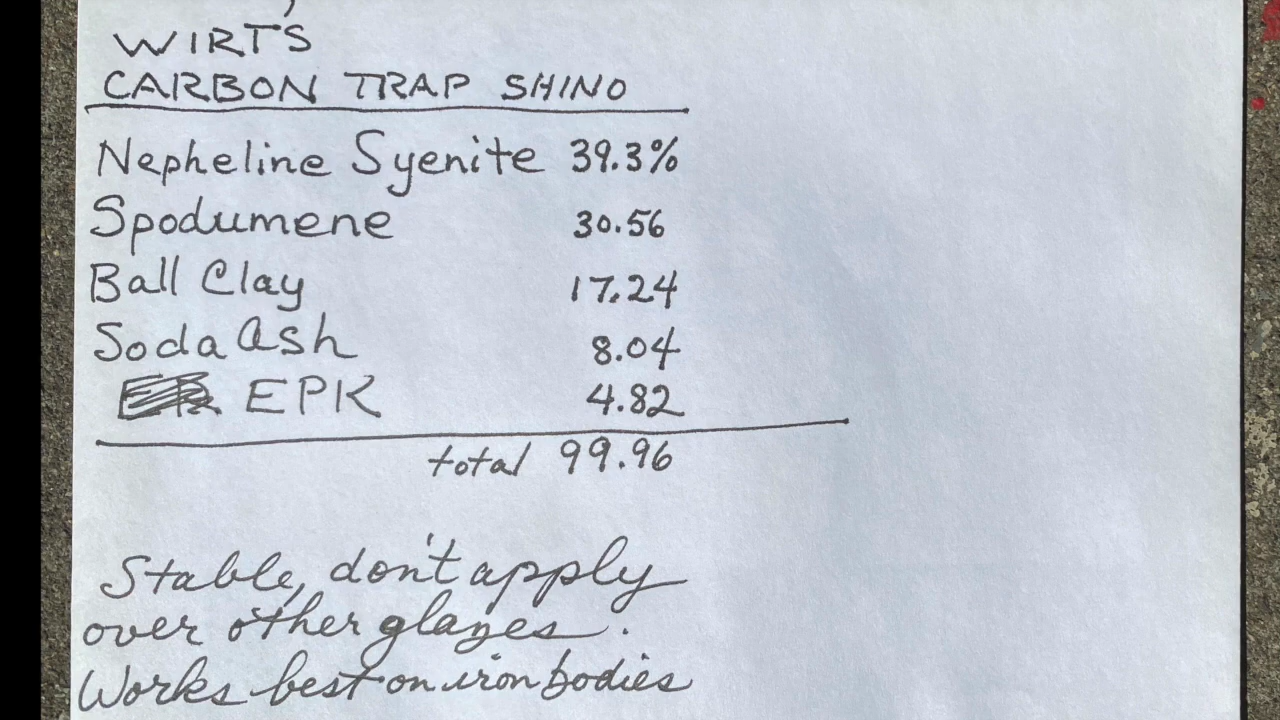 WIRT'S
CARBON TRAP SHINO
Nepheline Syenite 39.3%
Spodumene 30.56
Ball Clay 17.24
Soda Ash 8.04
EPK 4.82
total 99.96
Stable, don't apply
over other glazes.
Works best on iron bodies